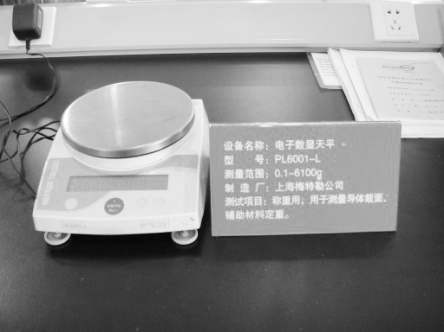 设备名称：电子数显天平
型　　号：PL6001-L
测量范围：0.1-6100g
制 造 厂：上海梅特勒公司
测试项目：称重用，用于测量导体截面、
辅助材料定重。